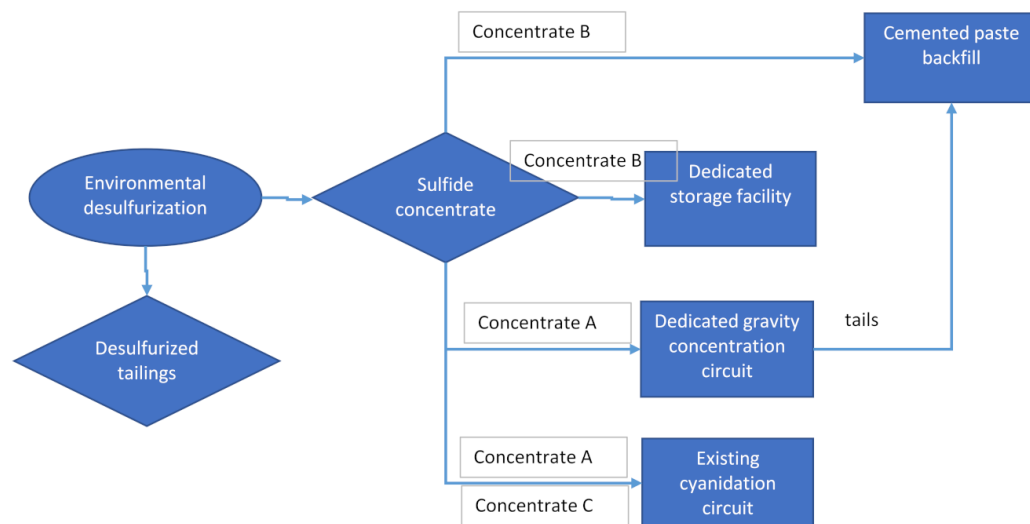 Concentrate B
Cemented paste
backfill
Environmental
desulfurization
Sulfide
concentrate
Concentrate B
Dedicated
storage facility
Desulfurized
tailings
Concentrate A
Dedicated gravity
concentration
circuit
tails
Concentrate A
Concentrate C
Existing
cyanidation
circuit